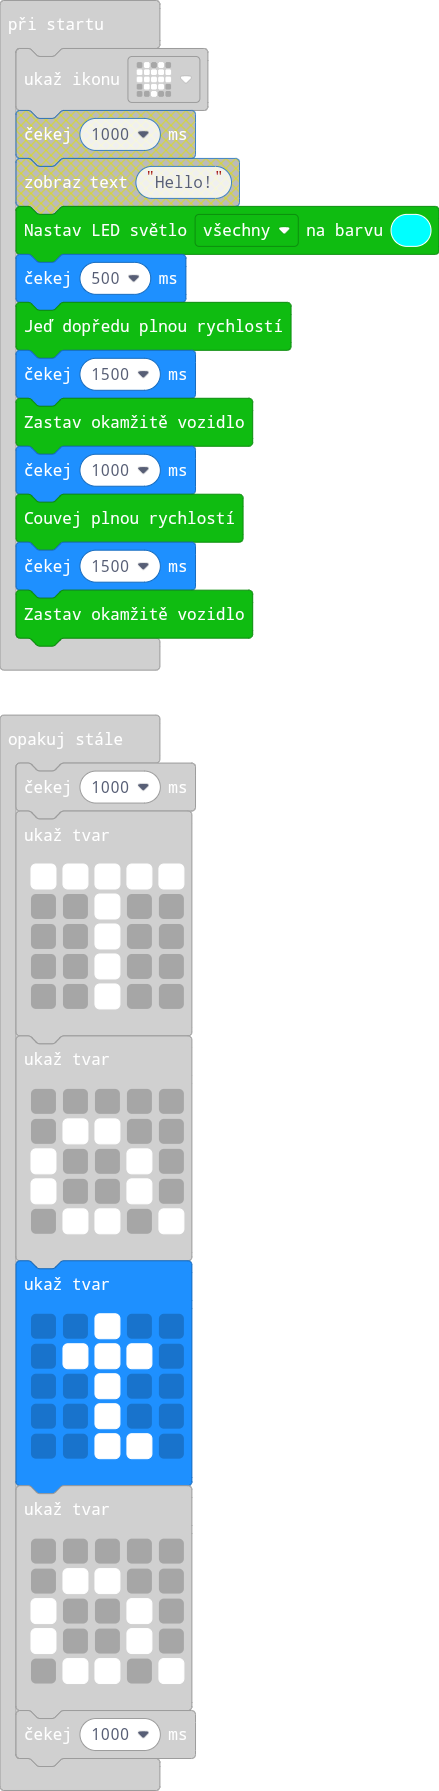 při startu
ukaž ikonu
čekej 1000 ms
zobraz text "Hello!"
Nastav LED světlo všechny na barvu
čekej 500 ms
Jeď dopředu plnou rychlostí
čekej 1500 ms
Zastav okamžitě vozidlo
čekej 1000 ms
Couvej plnou rychlostí
čekej 1500 ms
Zastav okamžitě vozidlo
opakuj stále
čekej 1000 ms
ukaž tvar
ukaž tvar
ukaž tvar
ukaž tvar
čekej 1000 ms